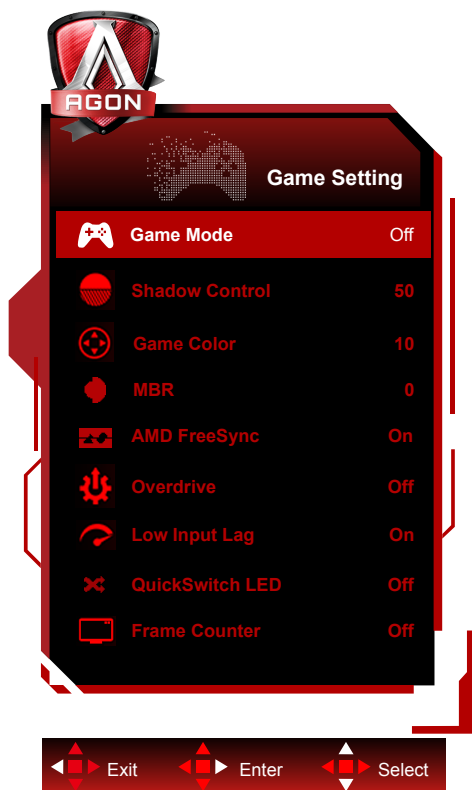 AGON
Game Setting
Game Mode Off
Shadow Control 50
Game Color 10
MBR 0
AMD FreeSync On
Overdrive Off
Low Input Lag On
QuickSwitch LED Off
Frame Counter Off
Exit Enter Select